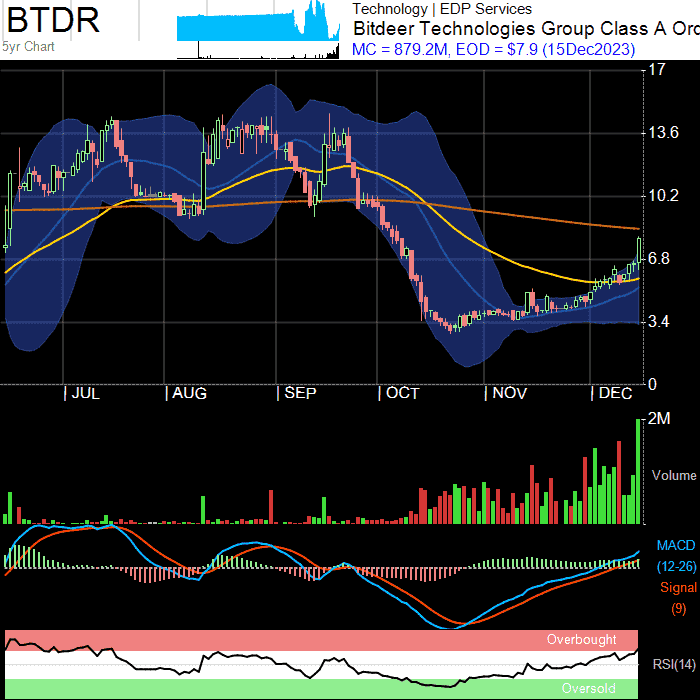 BTDR
5yr Chart
Technology | EDP Services
Bitdeer Technologies Group Class A Ord
MC = 879.2M, EOD = $7.9 (15Dec2023)
17
13.6
10.2
6.8
3.4
0
| JUL | AUG | SEP | OCT | NOV | DEC
2M
Volume
MACD
(12-26)
Signal
(9)
Overbought
RSI(14)
Oversold